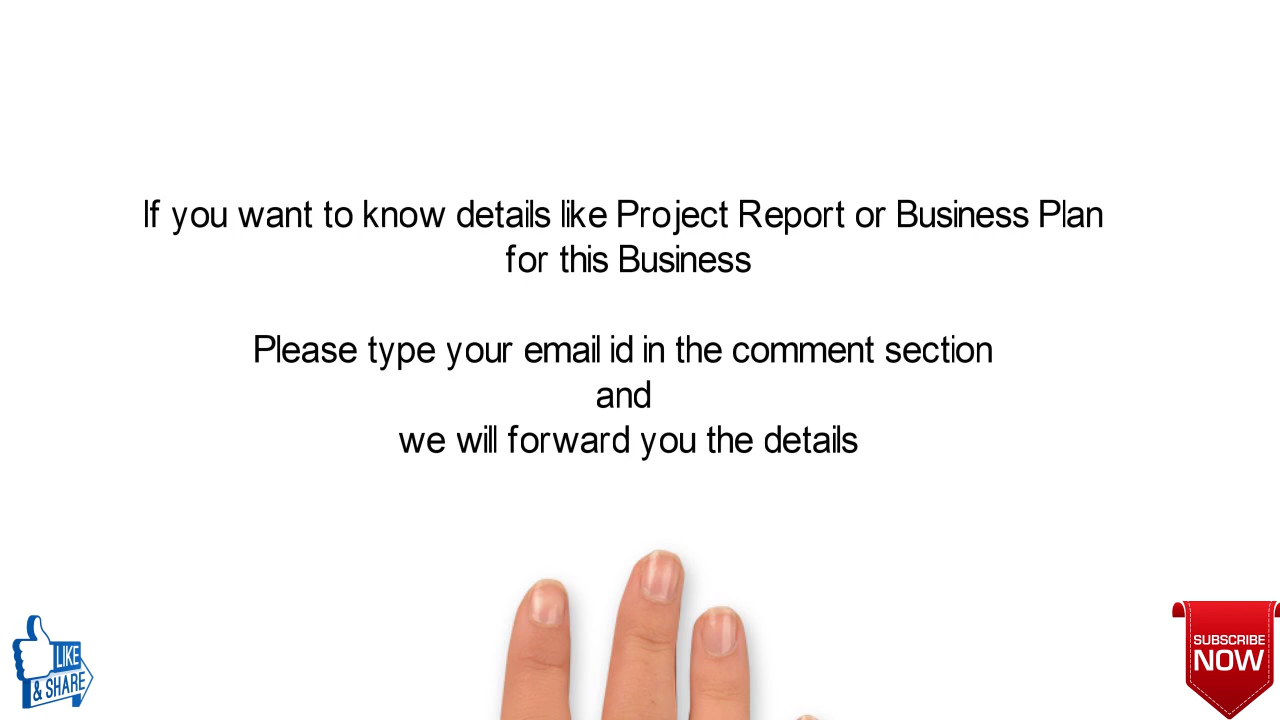 If you want to know details like Project Report or Business Plan
for this Business
Please type your email id in the comment section
and
we will forward you the details
LIKE
& SHARE
SUBSCRIBE
NOW